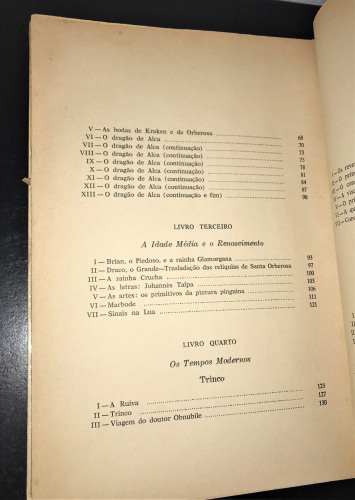 V — As bodas de Kraken e de Orberosa ........ 68
VI — O dragão de Alca ........ 70
VII — O dragão de Alca (continuação) ........ 73
VIII — O dragão de Alca (continuação) ........ 75
IX — O dragão de Alca (continuação) ........ 78
X — O dragão de Alca (continuação) ........ 81
XI — O dragão de Alca (continuação) ........ 84
XII — O dragão de Alca (continuação) ........ 87
XIII — O dragão de Alca (continuação e fim) ........ 90
LIVRO TERCEIRO
A Idade Média e o Renascimento
I — Brian, o Piedoso, e a rainha Glamorgana ........ 93
II — Draco, o Grande — Trasladação das relíquias de Santa Orberosa 97
III — A rainha Crucha ........ 100
IV — As letras: Johannès Talpa ........ 103
V — As artes: os primitivos da pintura pinguina ........ 106
VI — Marbode ........ 111
VII — Sinais na Lua ........ 121
LIVRO QUARTO
Os Tempos Modernos
Trinco
I — A Ruiva ........ 125
II — Trinco ........ 127
III — Viagem do doutor Obnubile ........ 130